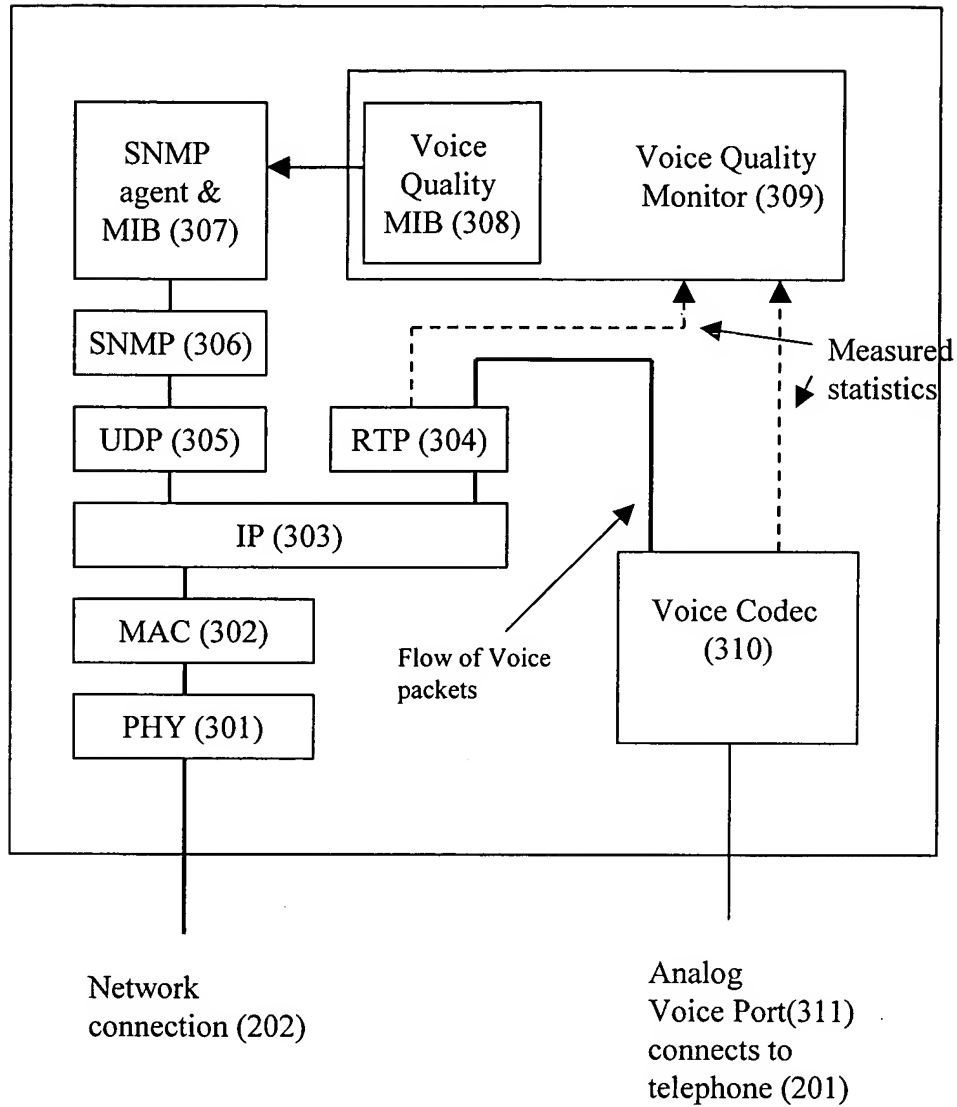 SNMP
agent &
MIB (307)
Voice
Quality
MIB (308)
Voice Quality
Monitor (309)
SNMP (306)
Measured
statistics
UDP (305)
RTP (304)
IP (303)
MAC (302)
Flow of Voice
packets
Voice Codec
(310)
PHY (301)
Network
connection (202)
Analog
Voice Port(311)
connects to
telephone (201)